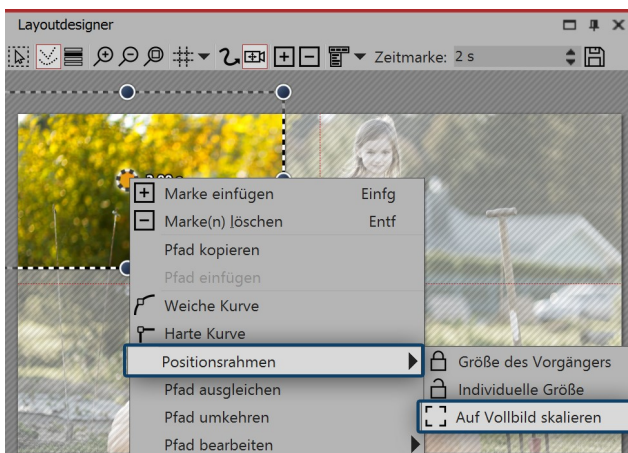 Layoutdesigner
Zeitmarke: 2 s
Marke einfügen Einfg
Marke(n) löschen Entf
Pfad kopieren
Pfad einfügen
Weiche Kurve
Harte Kurve
Positionsrahmen
Größe des Vorgängers
Pfad ausgleichen
Individuelle Größe
Pfad umkehren
Auf Vollbild skalieren
Pfad bearbeiten